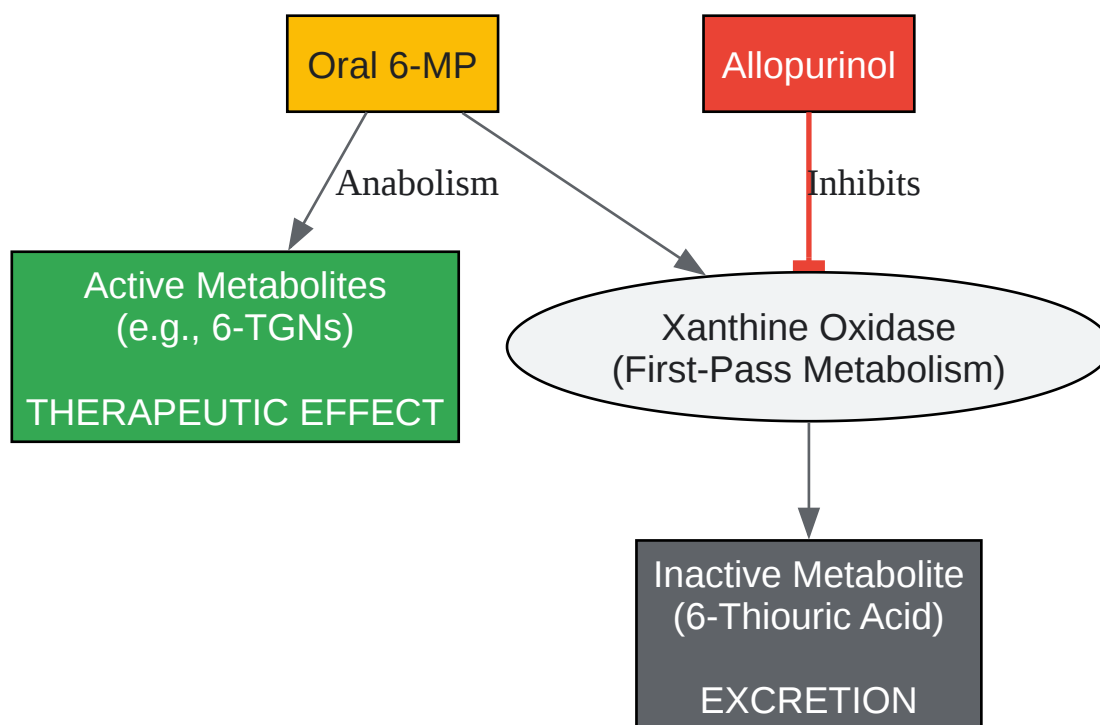 Oral 6-MP
Allopurinol
Anabolism
Inhibits
Active Metabolites
(e.g., 6-TGNs)
THERAPEUTIC EFFECT
Xanthine Oxidase
(First-Pass Metabolism)
Inactive Metabolite
(6-Thiouric Acid)
EXCRETION